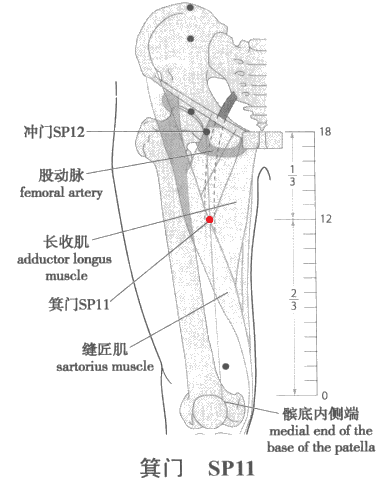 冲门SP12
18
股动脉
femoral artery
1
3
12
长收肌
adductor longus
muscle
箕门SP11
2
3
缝匠肌
sartorius muscle
0
髌底内侧端
medial end of the
base of the patella
箕门 SP11